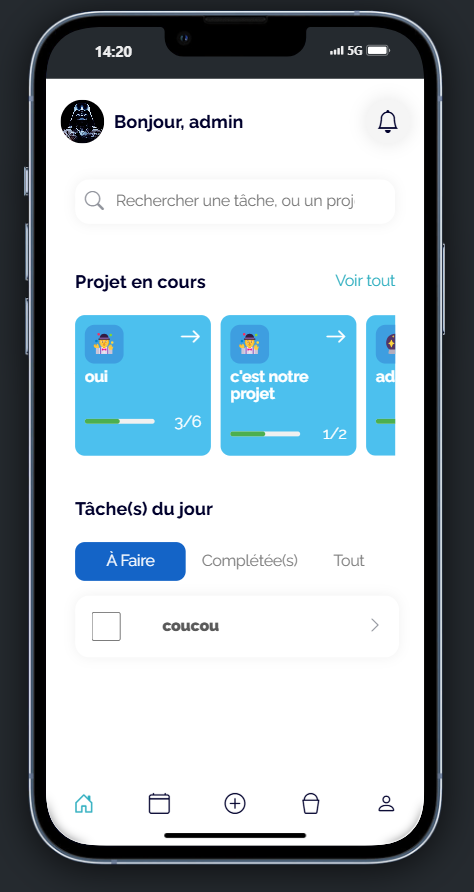 14:20
5G
Bonjour, admin
Rechercher une tâche, ou un proj
Projet en cours
Voir tout
oui
3/6
c'est notre
projet
1/2
ad
Tâche(s) du jour
À Faire
Complétée(s)
Tout
coucou